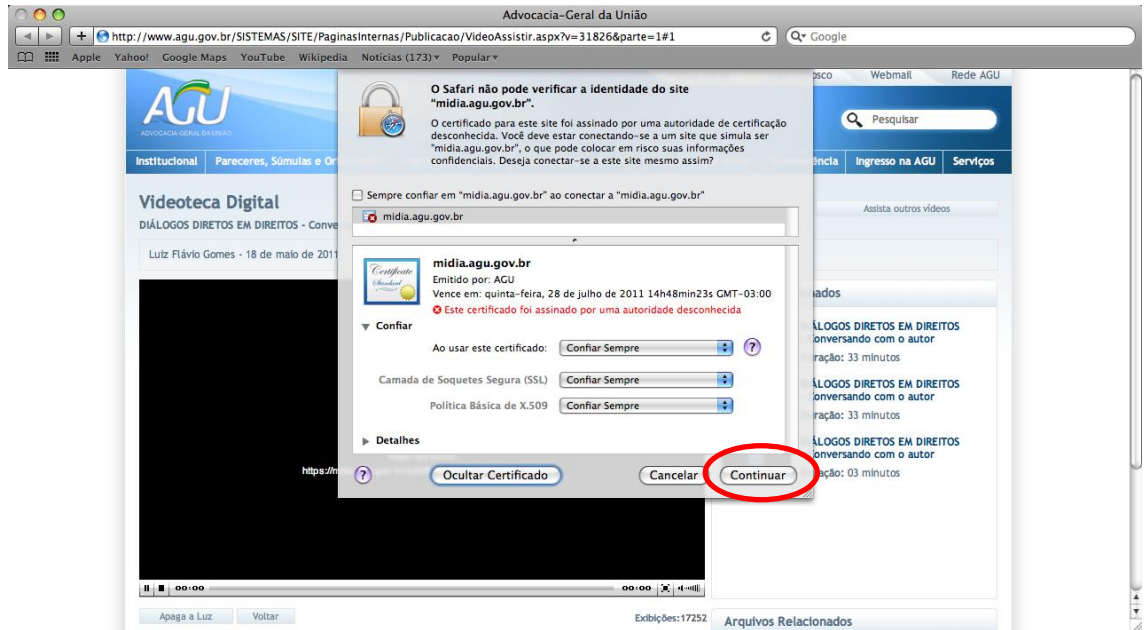 Advocacia-Geral da União
http://www.agu.gov.br/SISTEMAS/SITE/PaginasInternas/Publicacao/VideoAssistir.aspx?v=31826&parte=1#1
Google
Apple Yahoo! Google Maps YouTube Wikipedia Notícias (173) Popular
Webmail Rede AGU
AGU
ADVOCACIA-GERAL DA UNIÃO
Pesquisar
Institucional Pareceres, Súmulas e Ingresso na AGU Serviços
O Safari não pode verificar a identidade do site
"midia.agu.gov.br".
O certificado para este site foi assinado por uma autoridade de certificação
desconhecida. Você deve estar conectando-se a um site que simula ser
"midia.agu.gov.br", o que pode colocar em risco suas informações
confidenciais. Deseja conectar-se a este site mesmo assim?
Sempre confiar em "midia.agu.gov.br" ao conectar a "midia.agu.gov.br"
midia.agu.gov.br
Certificate
Standard
midia.agu.gov.br
Emitido por: AGU
Vence em: quinta-feira, 28 de julho de 2011 14h48min23s GMT-03:00
Este certificado foi assinado por uma autoridade desconhecida
Confiar
Ao usar este certificado: Confiar Sempre ?
Camada de Soquetes Segura (SSL) Confiar Sempre
Política Básica de X.509 Confiar Sempre
Detalhes
? Ocultar Certificado Cancelar Continuar
Videoteca Digital
DIÁLOGOS DIRETOS EM DIREITOS - Conve
Luiz Flávio Gomes - 18 de maio de 2011
https://m
00:00 00:00
Apaga a Luz Voltar Exibições:17252
Assista outros vídeos
nados
ÁLOGOS DIRETOS EM DIREITOS
onversando com o autor
ração: 33 minutos
ÁLOGOS DIRETOS EM DIREITOS
onversando com o autor
ração: 33 minutos
ÁLOGOS DIRETOS EM DIREITOS
onversando com o autor
ação: 03 minutos
Arquivos Relacionados